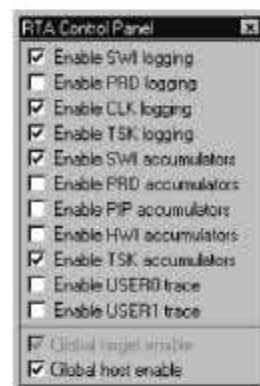 RTA Control Panel
Enable SWI logging
Enable PRD logging
Enable CLK logging
Enable TSK logging
Enable SWI accumulators
Enable PRD accumulators
Enable PIP accumulators
Enable HWI accumulators
Enable TSK accumulators
Enable USER0 trace
Enable USER1 trace
Global target enable
Global host enable